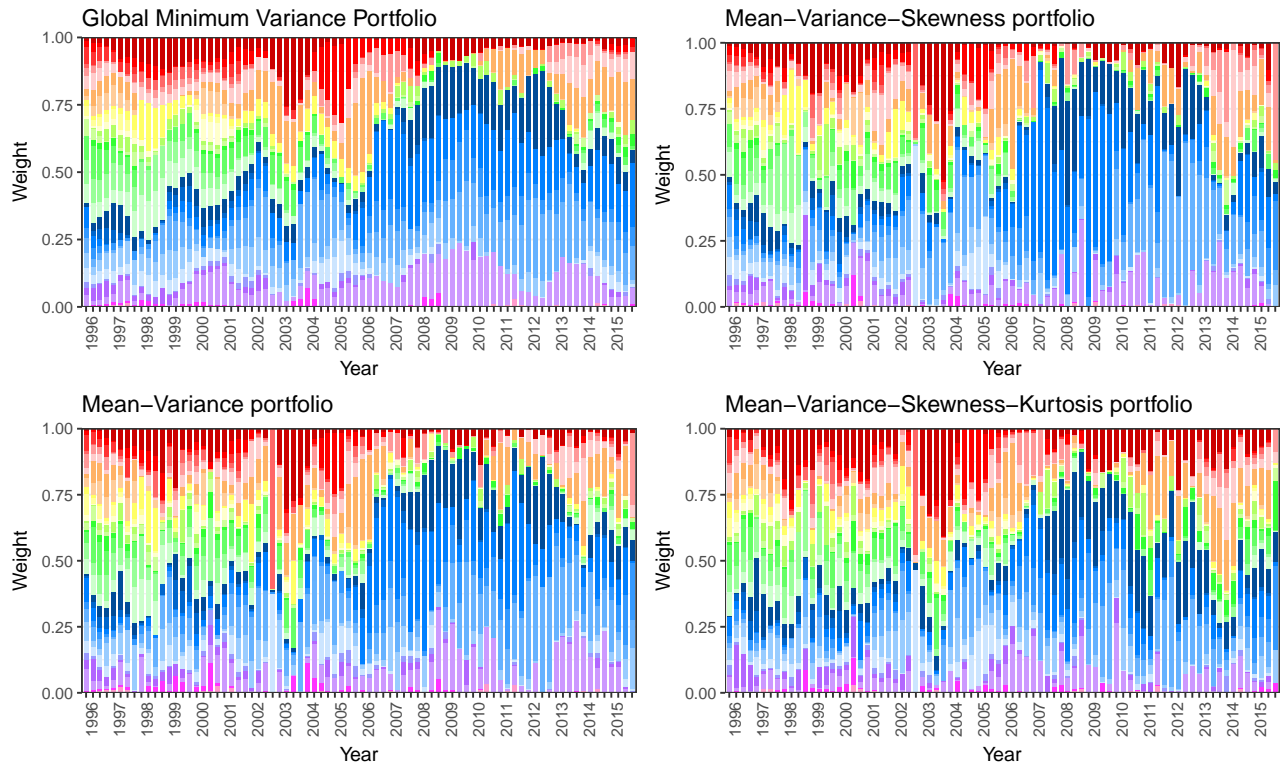 Global Minimum Variance Portfolio
1.00
0.75
0.50
0.25
0.00
Weight
1996 1997 1998 1999 2000 2001 2002 2003 2004 2005 2006 2007 2008 2009 2010 2011 2012 2013 2014 2015
Year
Mean−Variance−Skewness portfolio
1.00
0.75
0.50
0.25
0.00
Weight
1996 1997 1998 1999 2000 2001 2002 2003 2004 2005 2006 2007 2008 2009 2010 2011 2012 2013 2014 2015
Year
Mean−Variance portfolio
1.00
0.75
0.50
0.25
0.00
Weight
1996 1997 1998 1999 2000 2001 2002 2003 2004 2005 2006 2007 2008 2009 2010 2011 2012 2013 2014 2015
Year
Mean−Variance−Skewness−Kurtosis portfolio
1.00
0.75
0.50
0.25
0.00
Weight
1996 1997 1998 1999 2000 2001 2002 2003 2004 2005 2006 2007 2008 2009 2010 2011 2012 2013 2014 2015
Year